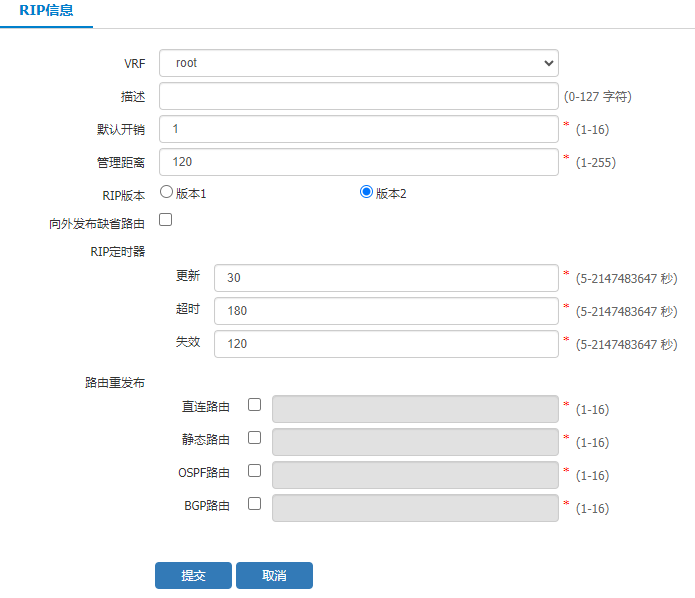 RIP信息
VRF root
描述 (0-127 字符)
默认开销 1 * (1-16)
管理距离 120 * (1-255)
RIP版本 版本1 版本2
向外发布缺省路由
RIP定时器
更新 30 * (5-2147483647 秒)
超时 180 * (5-2147483647 秒)
失效 120 * (5-2147483647 秒)
路由重发布
直连路由 * (1-16)
静态路由 * (1-16)
OSPF路由 * (1-16)
BGP路由 * (1-16)
提交 取消